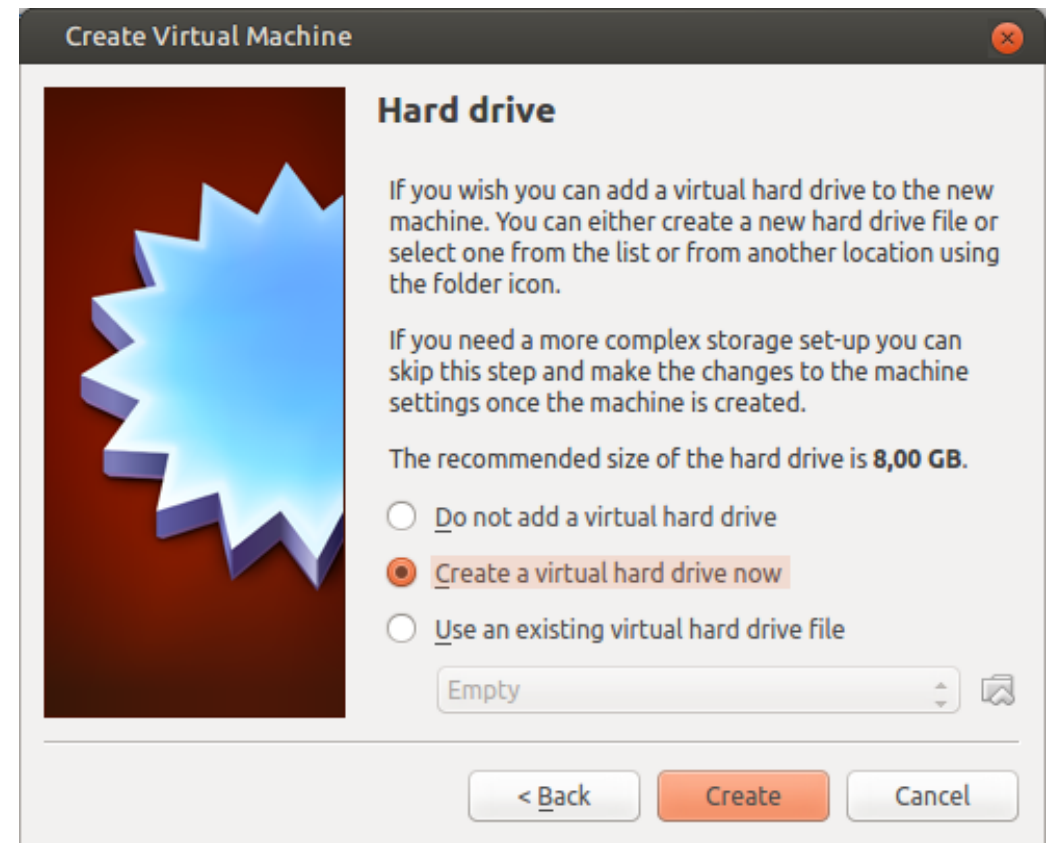 Create Virtual Machine
Hard drive
If you wish you can add a virtual hard drive to the new
machine. You can either create a new hard drive file or
select one from the list or from another location using
the folder icon.
If you need a more complex storage set-up you can
skip this step and make the changes to the machine
settings once the machine is created.
The recommended size of the hard drive is 8,00 GB.
Do not add a virtual hard drive
Create a virtual hard drive now
Use an existing virtual hard drive file
Empty
< Back Create Cancel